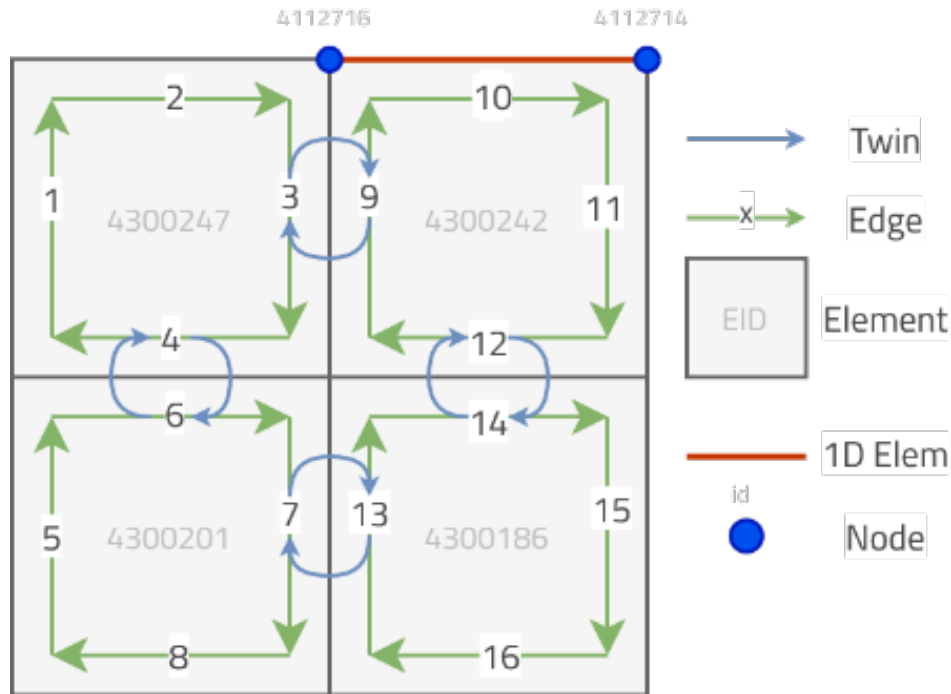 4112716 4112714
2 10
Twin
1 3 9 11
4300247 4300242
x
Edge
EID
Element
4 12
6 14
1D Elem
id
5 7 13 15
4300201 4300186
Node
8 16